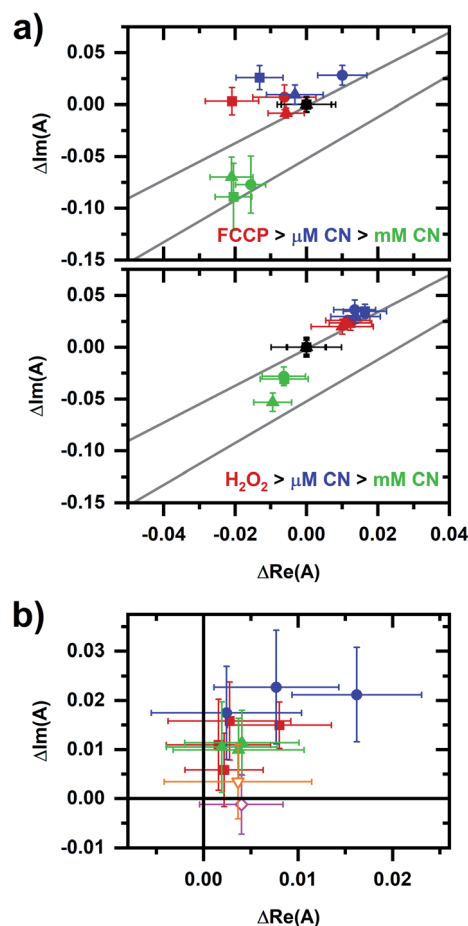 a)
0.05
0.00
-0.05
-0.10
-0.15
ΔIm(A)
FCCP > μM CN > mM CN
0.05
0.00
-0.05
-0.10
-0.15
ΔIm(A)
H₂O₂ > μM CN > mM CN
-0.04 -0.02 0.00 0.02 0.04
ΔRe(A)
b)
0.03
0.02
0.01
0.00
-0.01
ΔIm(A)
0.00 0.01 0.02
ΔRe(A)